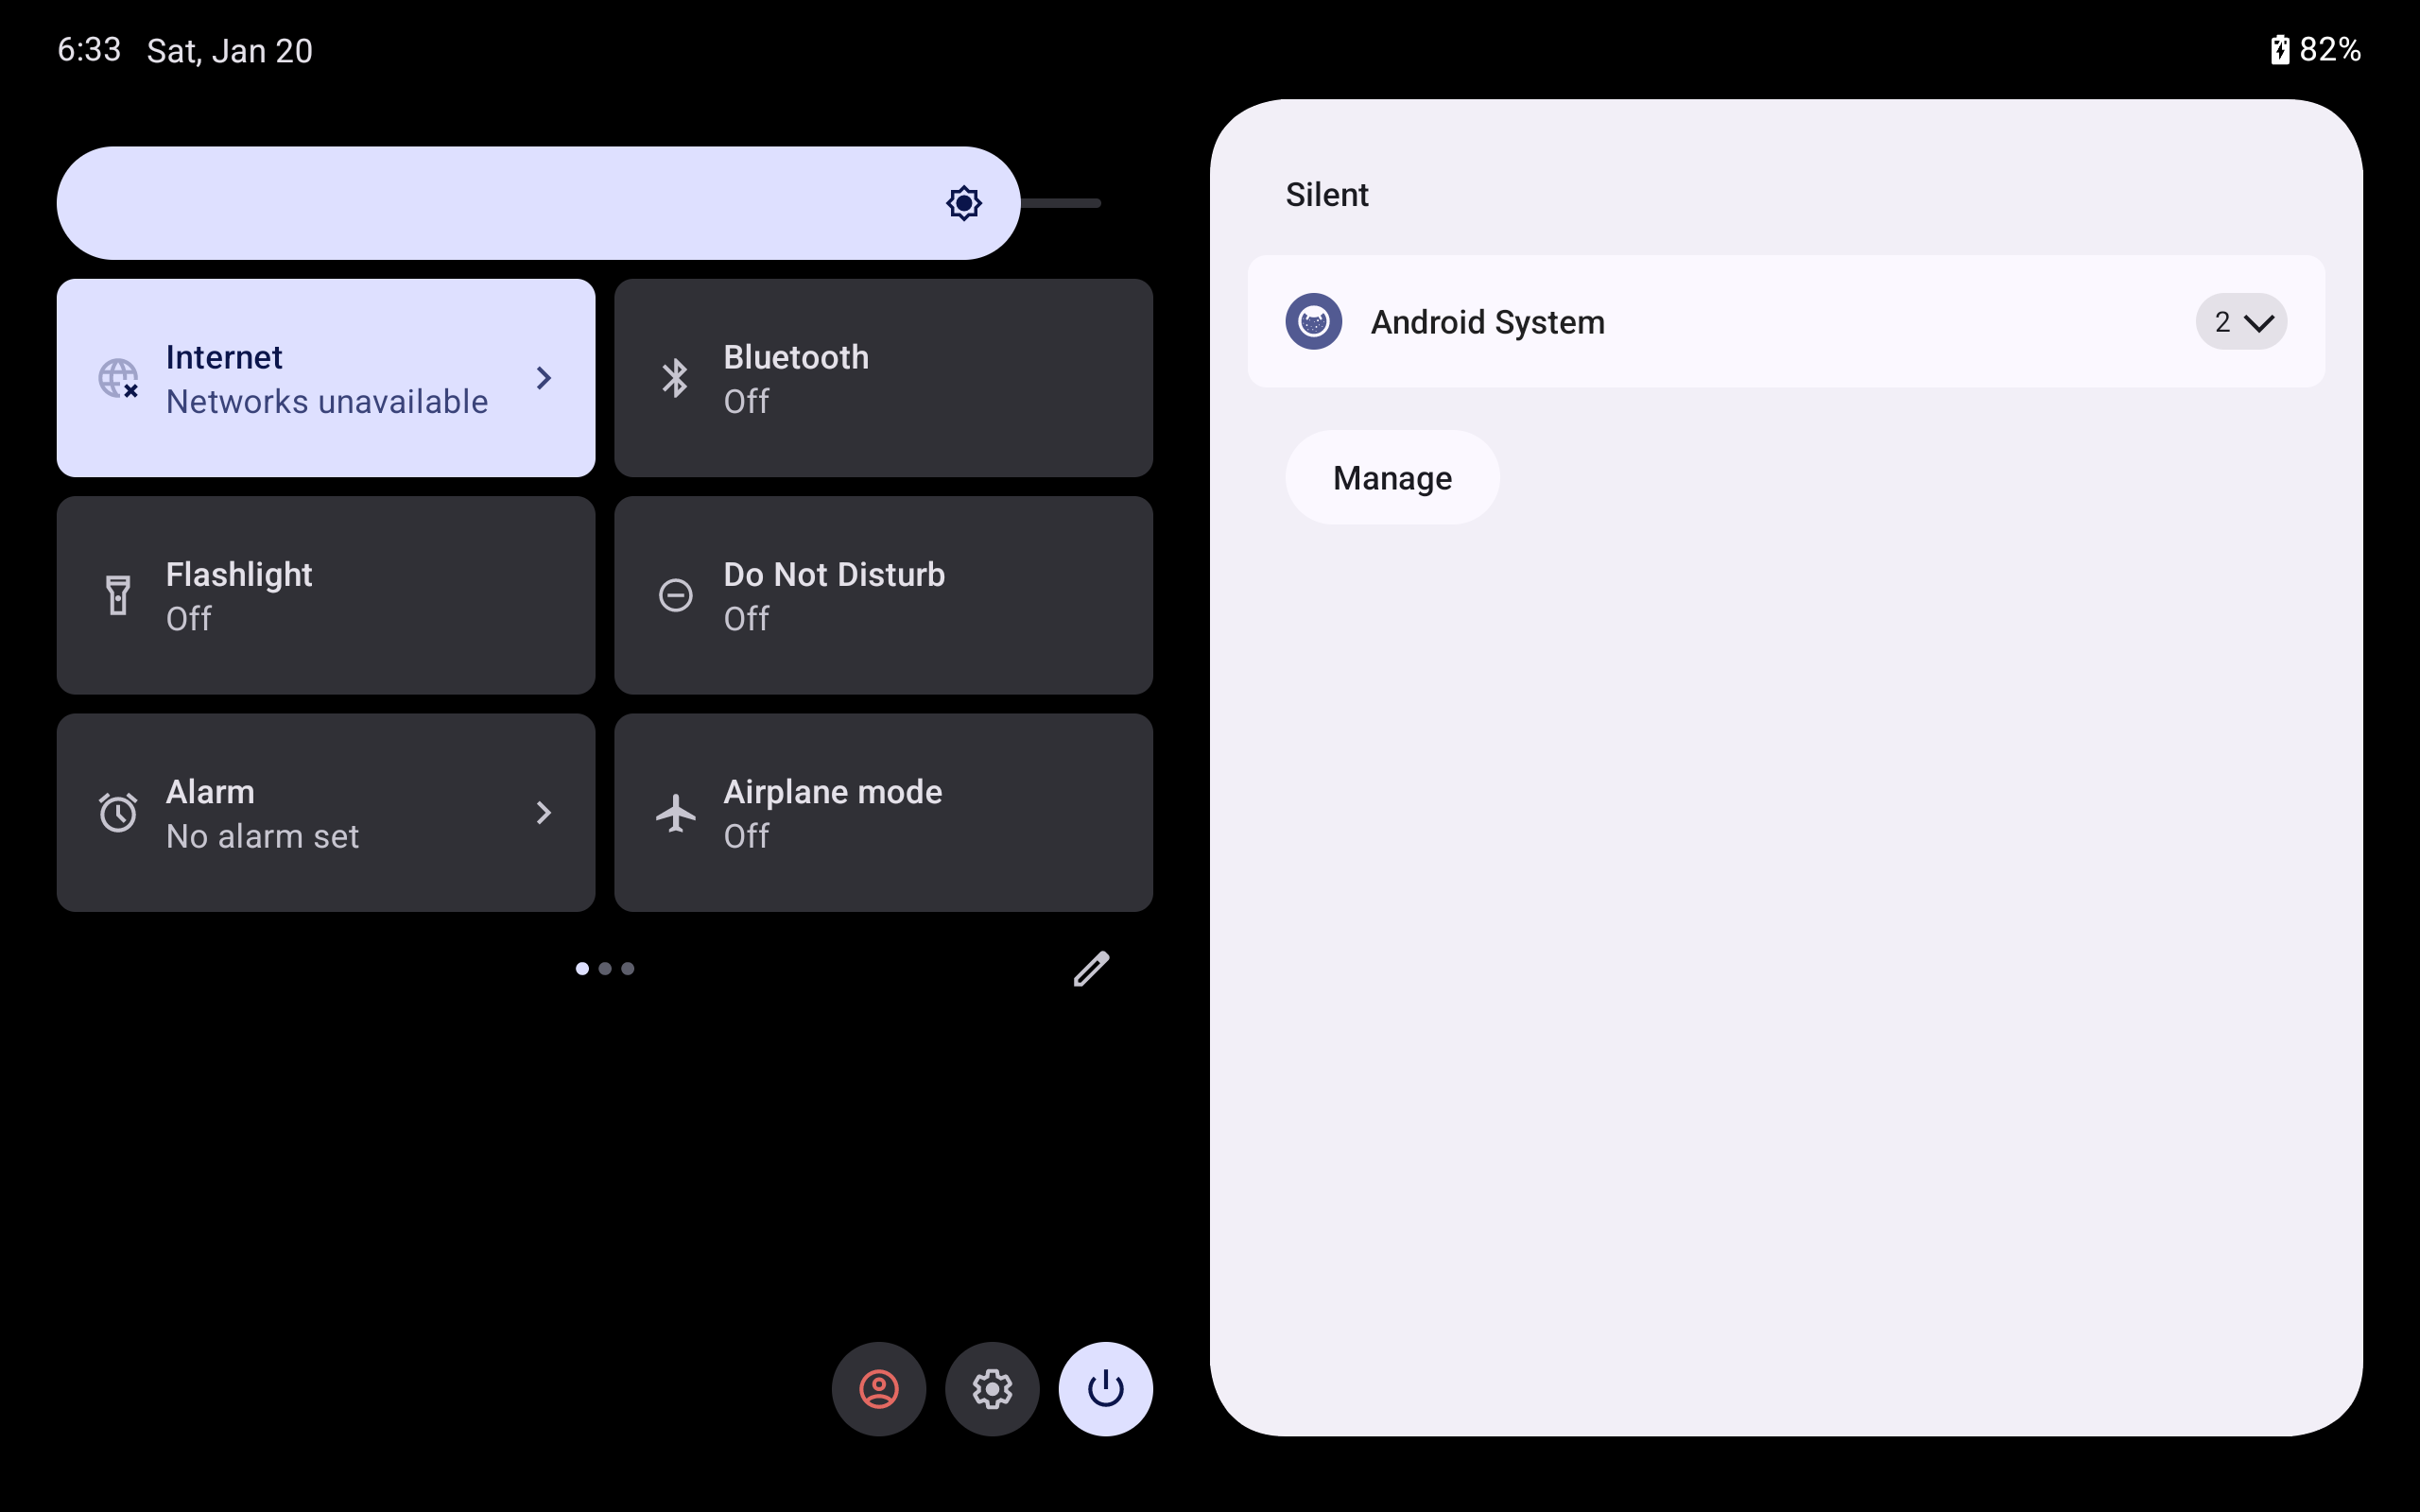 6:33 Sat, Jan 20
82%
Internet
Networks unavailable
Bluetooth
Off
Flashlight
Off
Do Not Disturb
Off
Alarm
No alarm set
Airplane mode
Off
Silent
Android System
2
Manage